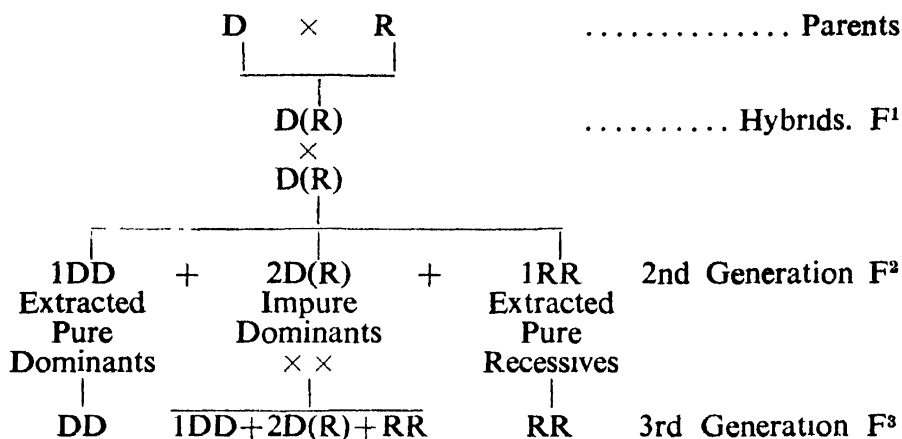 D × R .............. Parents
D(R) .......... Hybrids. F¹
×
D(R)
1DD + 2D(R) + 1RR 2nd Generation F²
Extracted Impure Extracted
Pure Dominants Pure
Dominants × × Recessives
DD 1DD+2D(R)+RR RR 3rd Generation F³